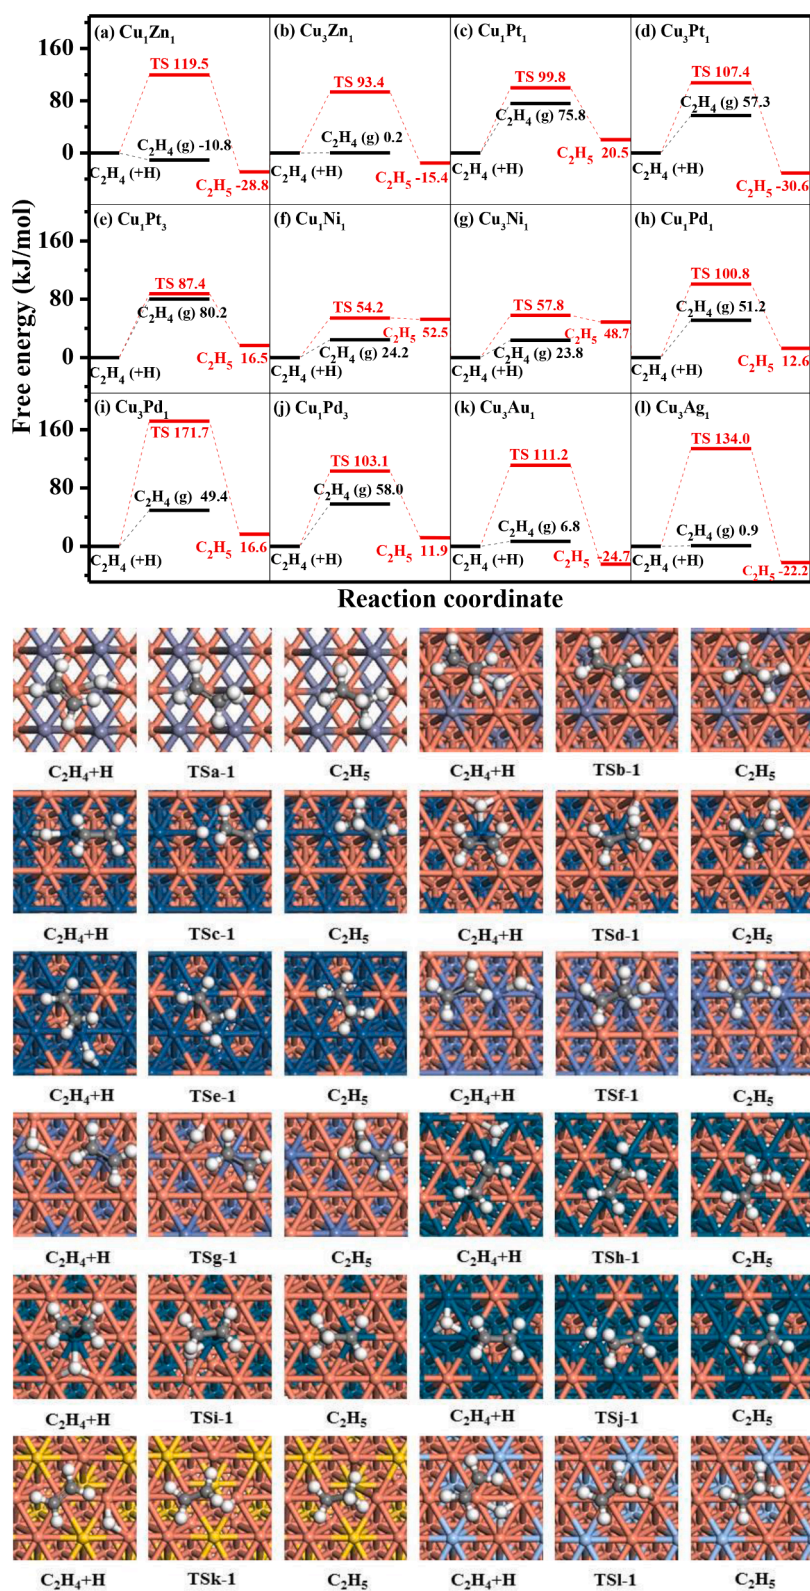 Free energy (kJ/mol)
(a) Cu₁Zn₁
TS 119.5
C₂H₄ (g) -10.8
C₂H₄ (+H)
C₂H₅ -28.8
(b) Cu₃Zn₁
TS 93.4
C₂H₄ (g) 0.2
C₂H₄ (+H)
C₂H₅
-15.4
(c) Cu₁Pt₁
TS 99.8
C₂H₄ (g) 75.8
C₂H₄ (+H)
C₂H₅
20.5
(d) Cu₃Pt₁
TS 107.4
C₂H₄ (g) 57.3
C₂H₄ (+H)
C₂H₅
-30.6
160
80
0
(e) Cu₁Pt₃
TS 87.4
C₂H₄ (g) 80.2
C₂H₄ (+H)
C₂H₅
16.5
(f) Cu₁Ni₁
TS 54.2
C₂H₄ (g) 24.2
C₂H₄ (+H)
C₂H₅
52.5
(g) Cu₃Ni₁
TS 57.8
C₂H₄ (g) 23.8
C₂H₄ (+H)
C₂H₅
48.7
(h) Cu₁Pd₁
TS 100.8
C₂H₄ (g) 51.2
C₂H₄ (+H)
C₂H₅
12.6
160
80
0
(i) Cu₃Pd₁
TS 171.7
C₂H₄ (g) 49.4
C₂H₄ (+H)
C₂H₅
16.6
(j) Cu₁Pd₃
TS 103.1
C₂H₄ (g) 58.0
C₂H₄ (+H)
C₂H₅
11.9
(k) Cu₃Au₁
TS 111.2
C₂H₄ (g) 6.8
C₂H₄ (+H)
C₂H₅
-24.7
(l) Cu₃Ag₁
TS 134.0
C₂H₄ (g) 0.9
C₂H₄ (+H)
C₂H₅ -22.2
160
80
0
Reaction coordinate
C₂H₄+H TSa-1 C₂H₅ C₂H₄+H TSb-1 C₂H₅
C₂H₄+H TSc-1 C₂H₅ C₂H₄+H TSd-1 C₂H₅
C₂H₄+H TSe-1 C₂H₅ C₂H₄+H TSf-1 C₂H₅
C₂H₄+H TSg-1 C₂H₅ C₂H₄+H TSh-1 C₂H₅
C₂H₄+H TSi-1 C₂H₅ C₂H₄+H TSj-1 C₂H₅
C₂H₄+H TSk-1 C₂H₅ C₂H₄+H TSl-1 C₂H₅